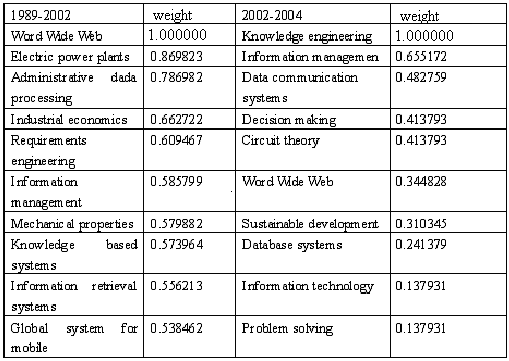 1989-2002 weight 2002-2004 weight
Word Wide Web 1.000000 Knowledge engineering 1.000000
Electric power plants 0.869823 Information managemen 0.655172
Administrative dada 0.786982 Data communication 0.482759
processing systems
Industrial economics 0.662722 Decision making 0.413793
Requirements 0.609467 Circuit theory 0.413793
engineering
Information 0.585799 Word Wide Web 0.344828
management
Mechanical properties 0.579882 Sustainable development 0.310345
Knowledge based 0.573964 Database systems 0.241379
systems
Information retrieval 0.556213 Information technology 0.137931
systems
Global system for 0.538462 Problem solving 0.137931
mobile